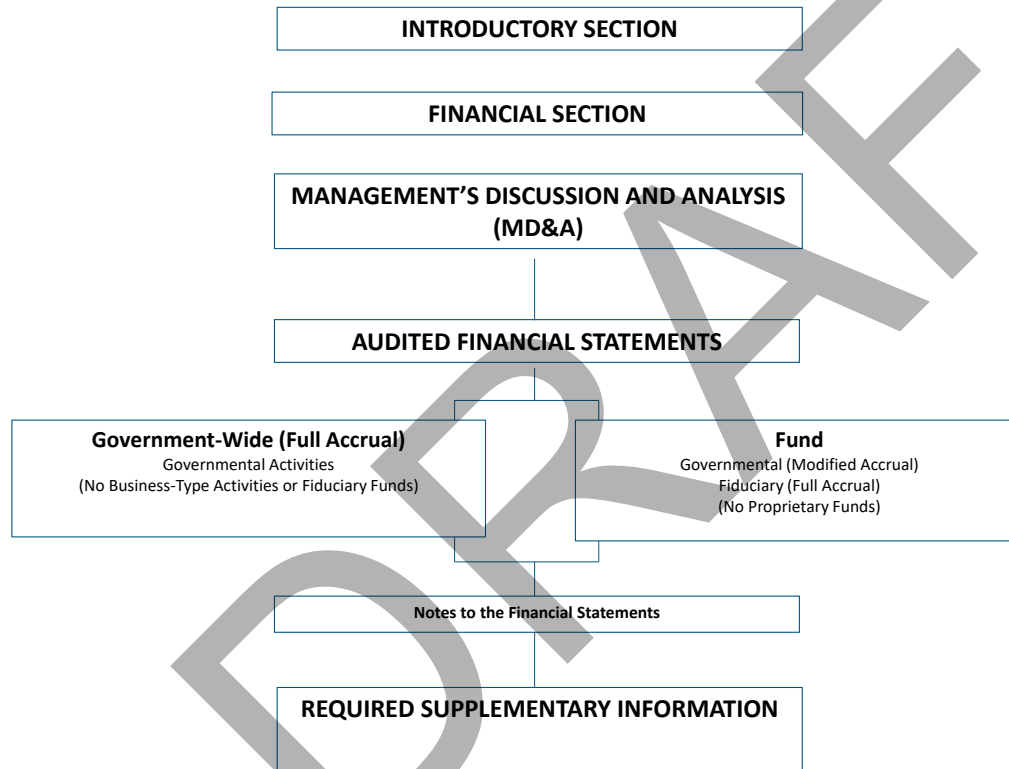 INTRODUCTORY SECTION
FINANCIAL SECTION
MANAGEMENT’S DISCUSSION AND ANALYSIS
(MD&A)
AUDITED FINANCIAL STATEMENTS
Government-Wide (Full Accrual)
Governmental Activities
(No Business-Type Activities or Fiduciary Funds)
Fund
Governmental (Modified Accrual)
Fiduciary (Full Accrual)
(No Proprietary Funds)
Notes to the Financial Statements
REQUIRED SUPPLEMENTARY INFORMATION
DRAF